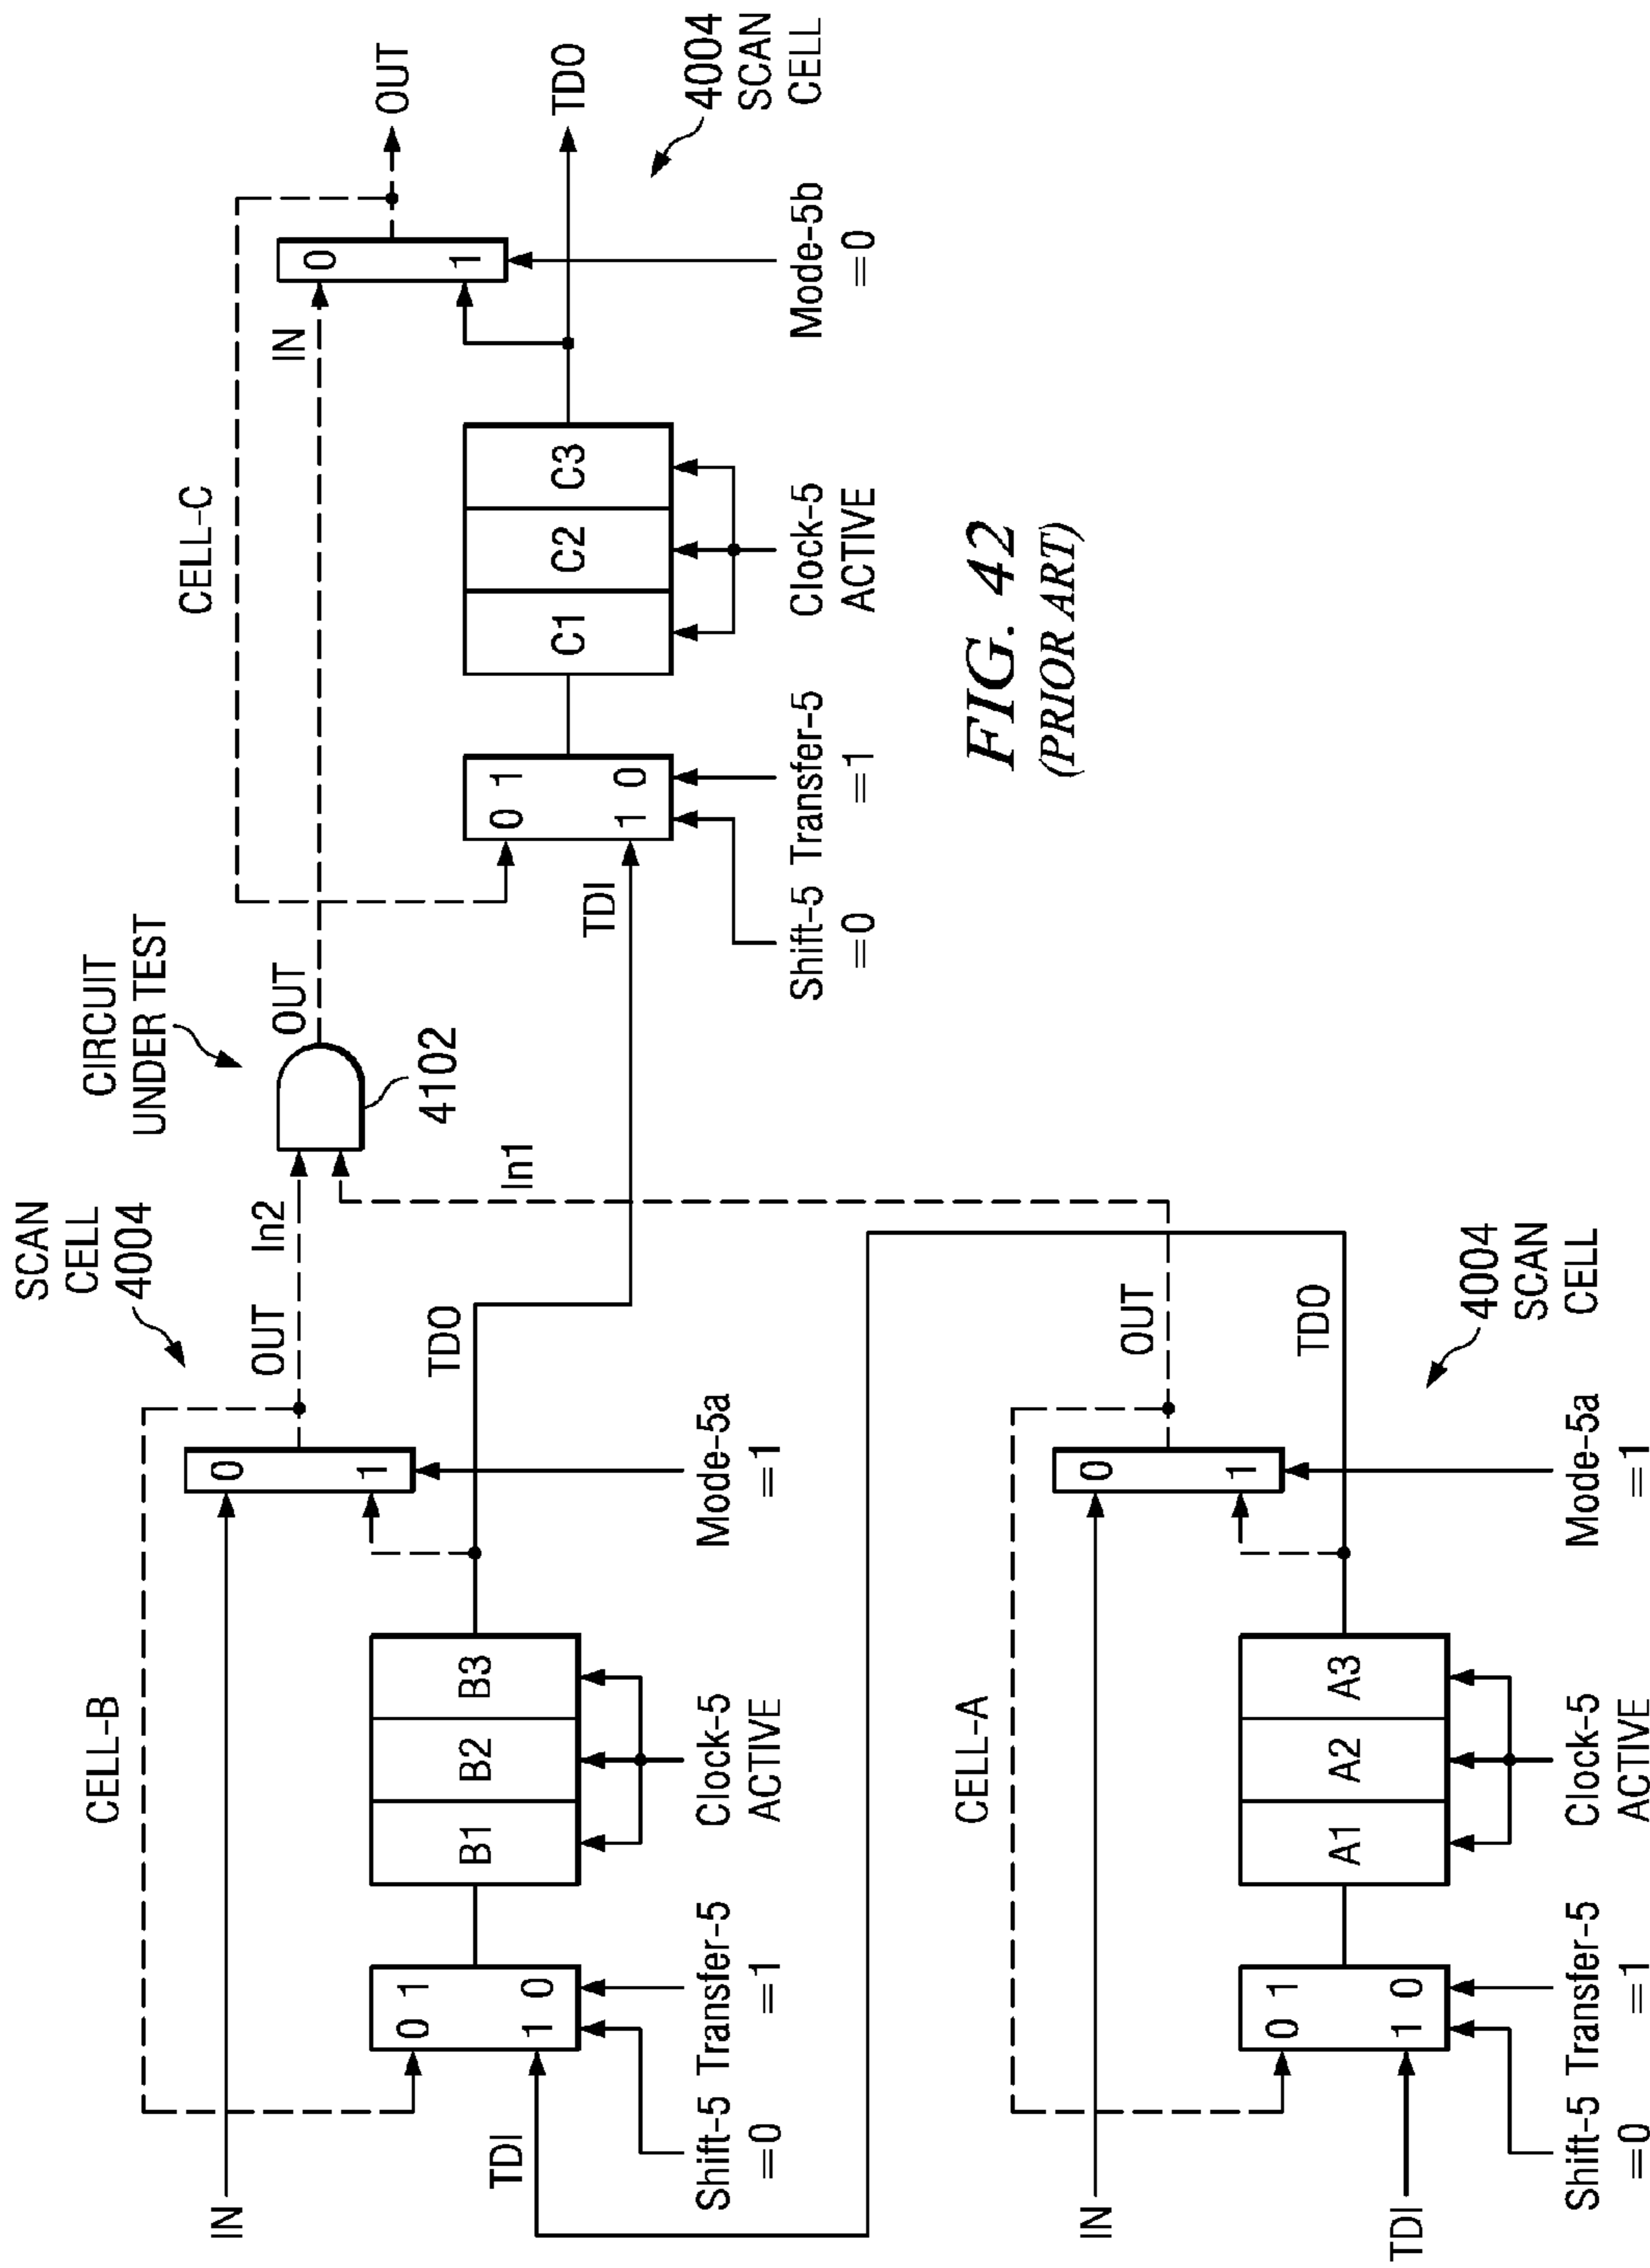 SCAN
CELL
4004
CIRCUIT
UNDER TEST
CELL-B
CELL-C
IN
0
1
OUT
In2
OUT
4102
IN
0
1
OUT
TDI
0 1
1 0
B1
B2
B3
TDO
In1
TDI
0 1
1 0
C1
C2
C3
TDO
Shift-5
=0
Transfer-5
=1
Clock-5
ACTIVE
Mode-5a
=1
Shift-5
=0
Transfer-5
=1
Clock-5
ACTIVE
Mode-5b
=0
4004
SCAN
CELL
CELL-A
IN
0
1
OUT
TDI
0 1
1 0
A1
A2
A3
TDO
Shift-5
=0
Transfer-5
=1
Clock-5
ACTIVE
Mode-5a
=1
4004
SCAN
CELL
FIG. 42
(PRIOR ART)